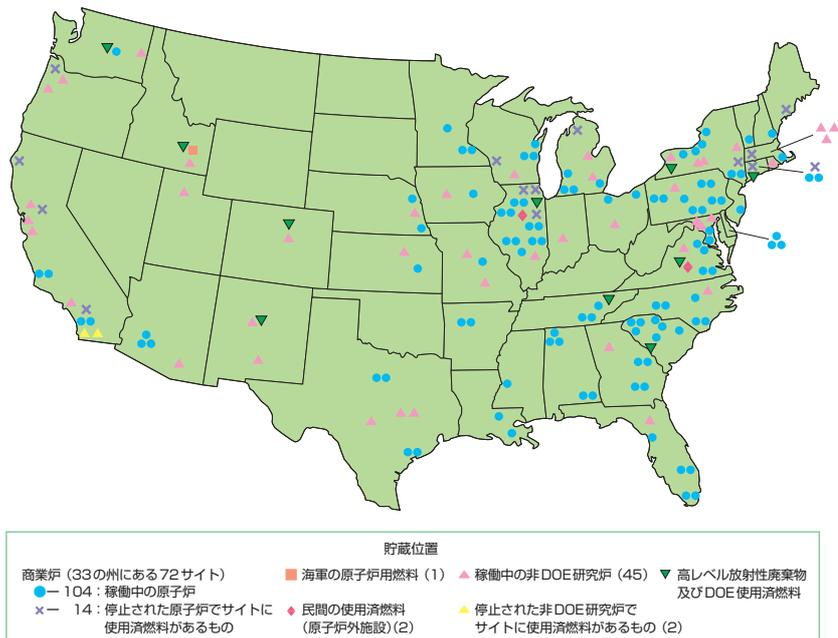 貯蔵位置
商業炉(33の州にある72サイト)
104:稼働中の原子炉
14:停止された原子炉でサイトに
使用済燃料があるもの
海軍の原子炉用燃料(1)
民間の使用済燃料
(原子炉外施設)(2)
稼働中の非DOE研究炉(45)
停止された非DOE研究炉で
サイトに使用済燃料があるもの(2)
高レベル放射性廃棄物
及びDOE使用済燃料